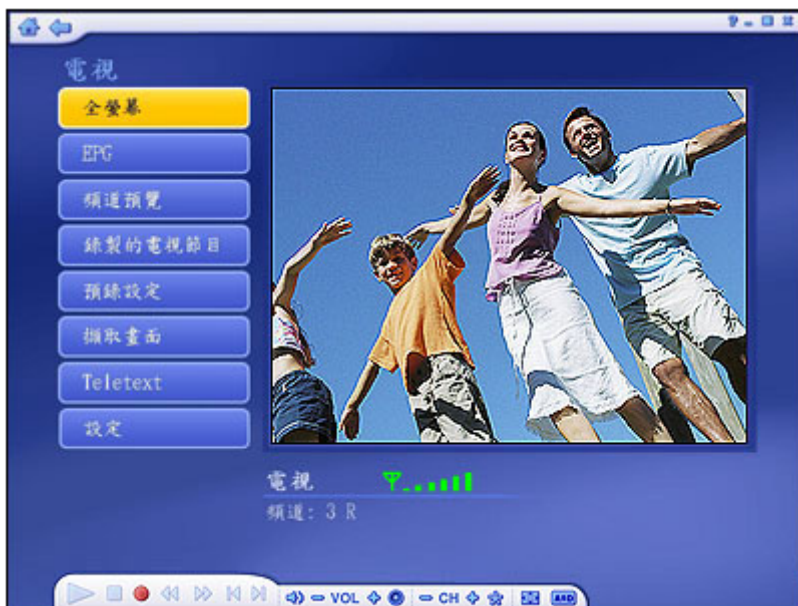 電視
全螢幕
EPG
頻道預覽
錄製的電視節目
預錄設定
擷取畫面
Teletext
設定
電視
頻道: 3 R
VOL
CH